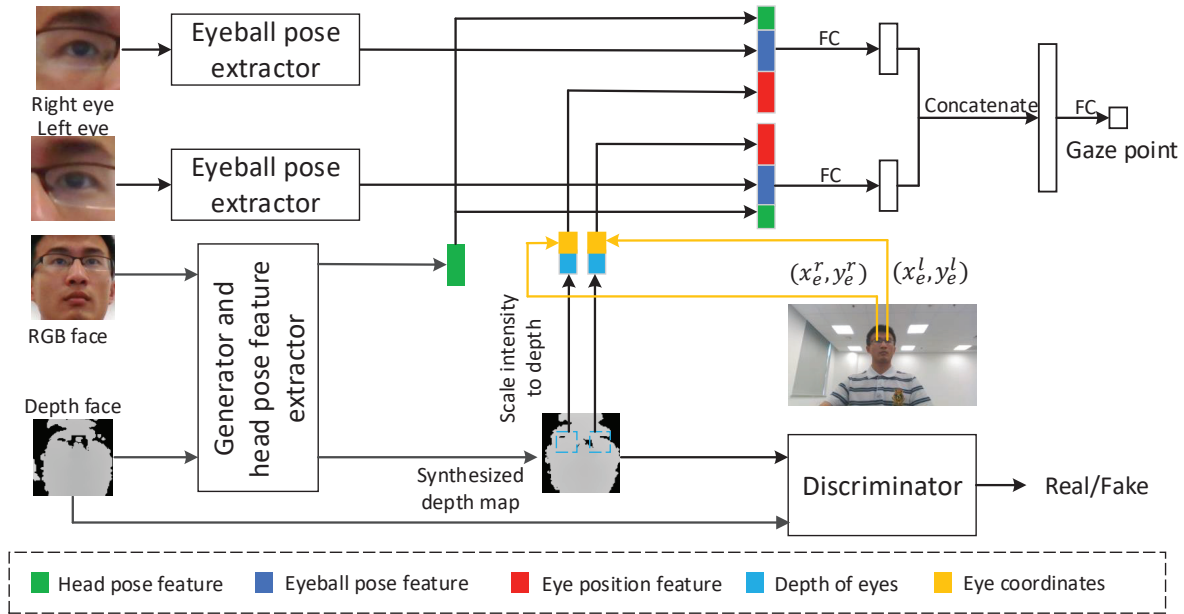 Right eye
Left eye
RGB face
Depth face
Eyeball pose
extractor
Eyeball pose
extractor
Generator and
head pose feature
extractor
FC
FC
Concatenate
FC
Gaze point
Scale intensity
to depth
(x_e^r, y_e^r)
(x_e^l, y_e^l)
Synthesized
depth map
Discriminator
Real/Fake
Head pose feature
Eyeball pose feature
Eye position feature
Depth of eyes
Eye coordinates